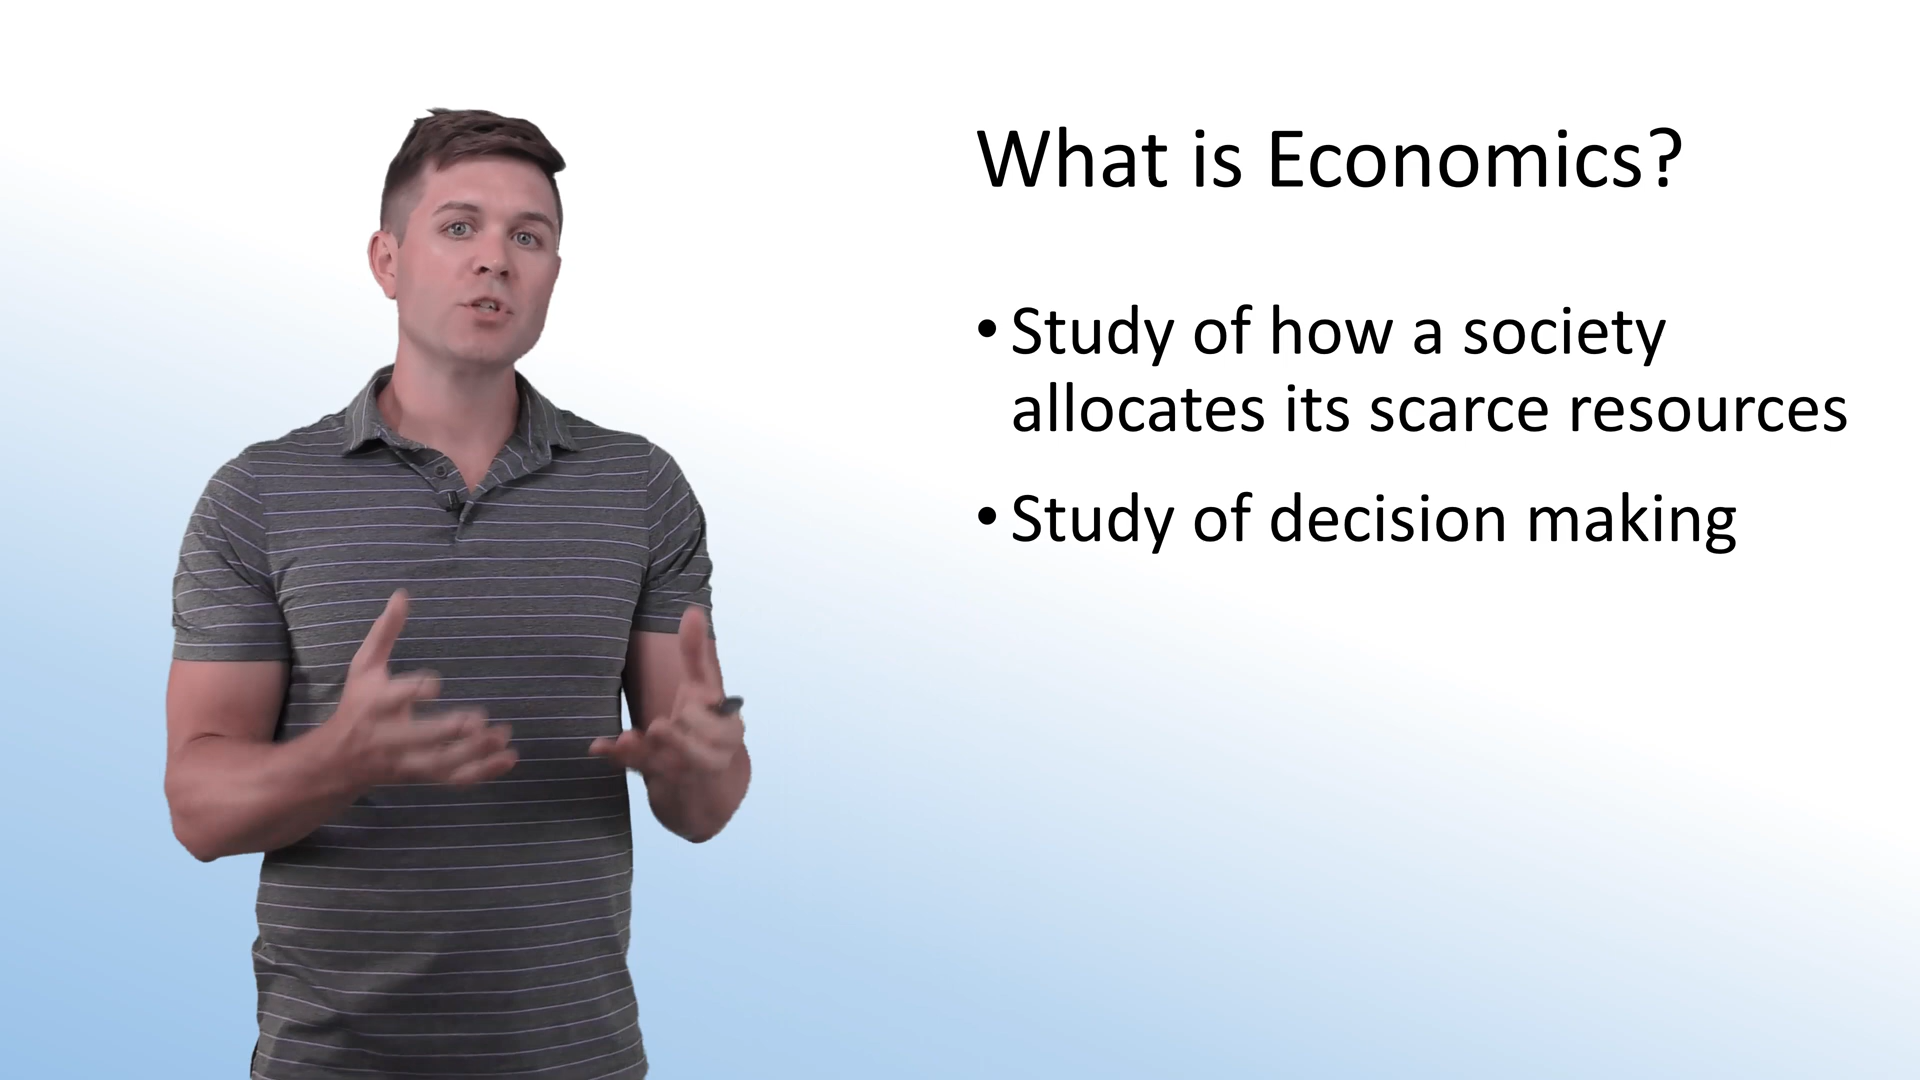 What is Economics?
• Study of how a society
allocates its scarce resources
• Study of decision making